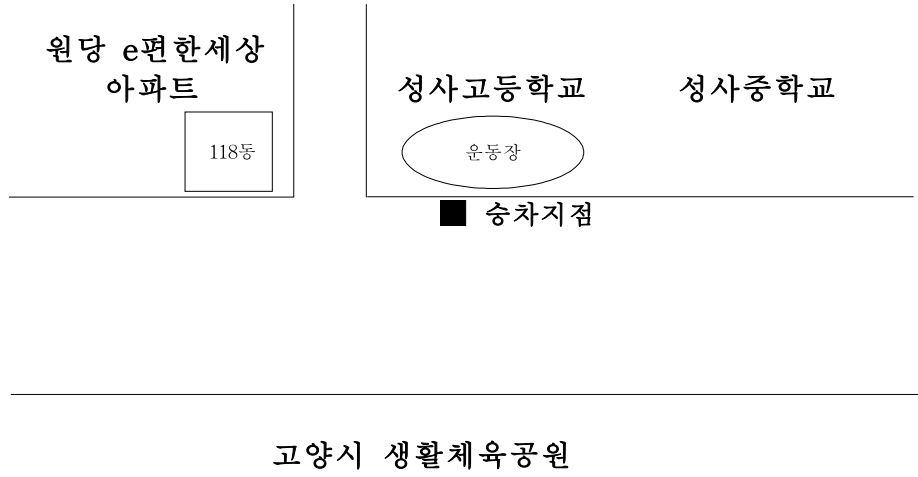 원당 e편한세상
아파트
성사고등학교
성사중학교
118동
운동장
승차지점
고양시 생활체육공원